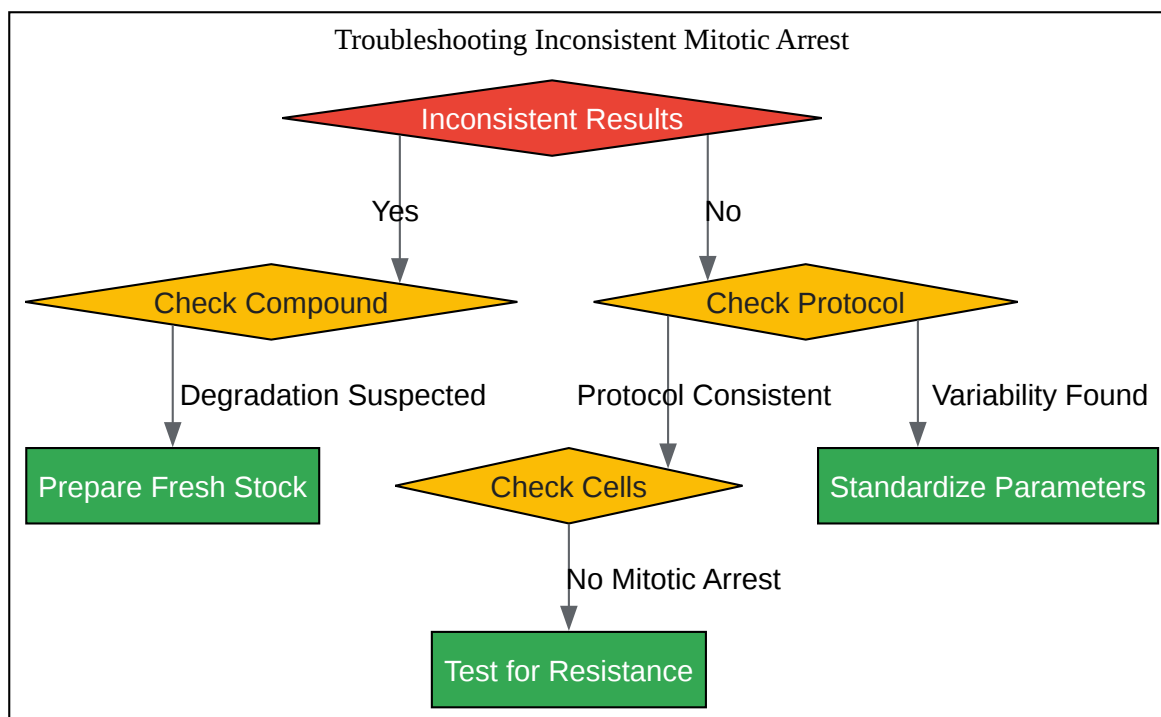 Troubleshooting Inconsistent Mitotic Arrest
Inconsistent Results
Yes
No
Check Compound
Check Protocol
Degradation Suspected
Protocol Consistent
Variability Found
Prepare Fresh Stock
Check Cells
Standardize Parameters
No Mitotic Arrest
Test for Resistance